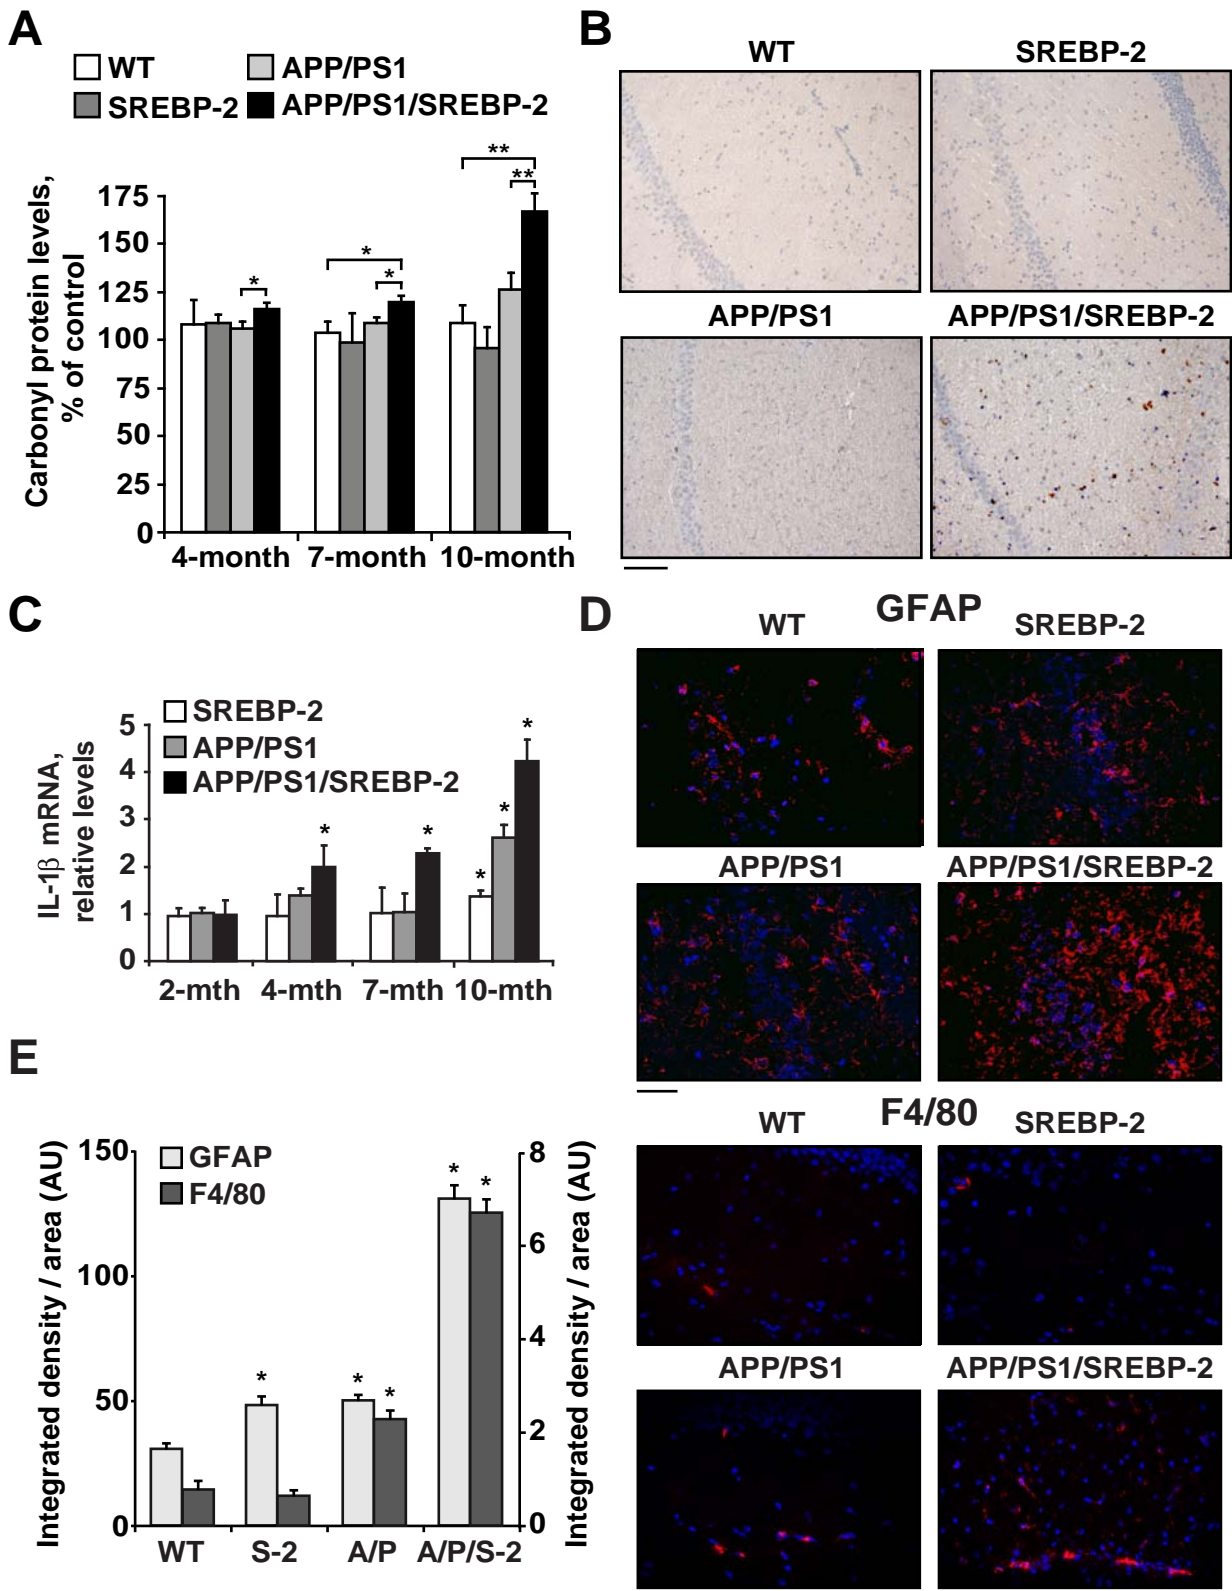 A
WT
APP/PS1
SREBP-2
APP/PS1/SREBP-2
Carbonyl protein levels,
% of control
175
150
125
100
75
50
25
0
*
*
*
**
**
4-month
7-month
10-month
B
WT
SREBP-2
APP/PS1
APP/PS1/SREBP-2
C
SREBP-2
APP/PS1
APP/PS1/SREBP-2
IL-1β mRNA,
relative levels
5
4
3
2
1
0
*
*
*
*
*
2-mth
4-mth
7-mth
10-mth
D
GFAP
WT
SREBP-2
APP/PS1
APP/PS1/SREBP-2
F4/80
WT
SREBP-2
APP/PS1
APP/PS1/SREBP-2
E
GFAP
F4/80
Integrated density / area (AU)
150
100
50
0
*
*
*
*
*
8
6
4
2
0
Integrated density / area (AU)
WT
S-2
A/P
A/P/S-2